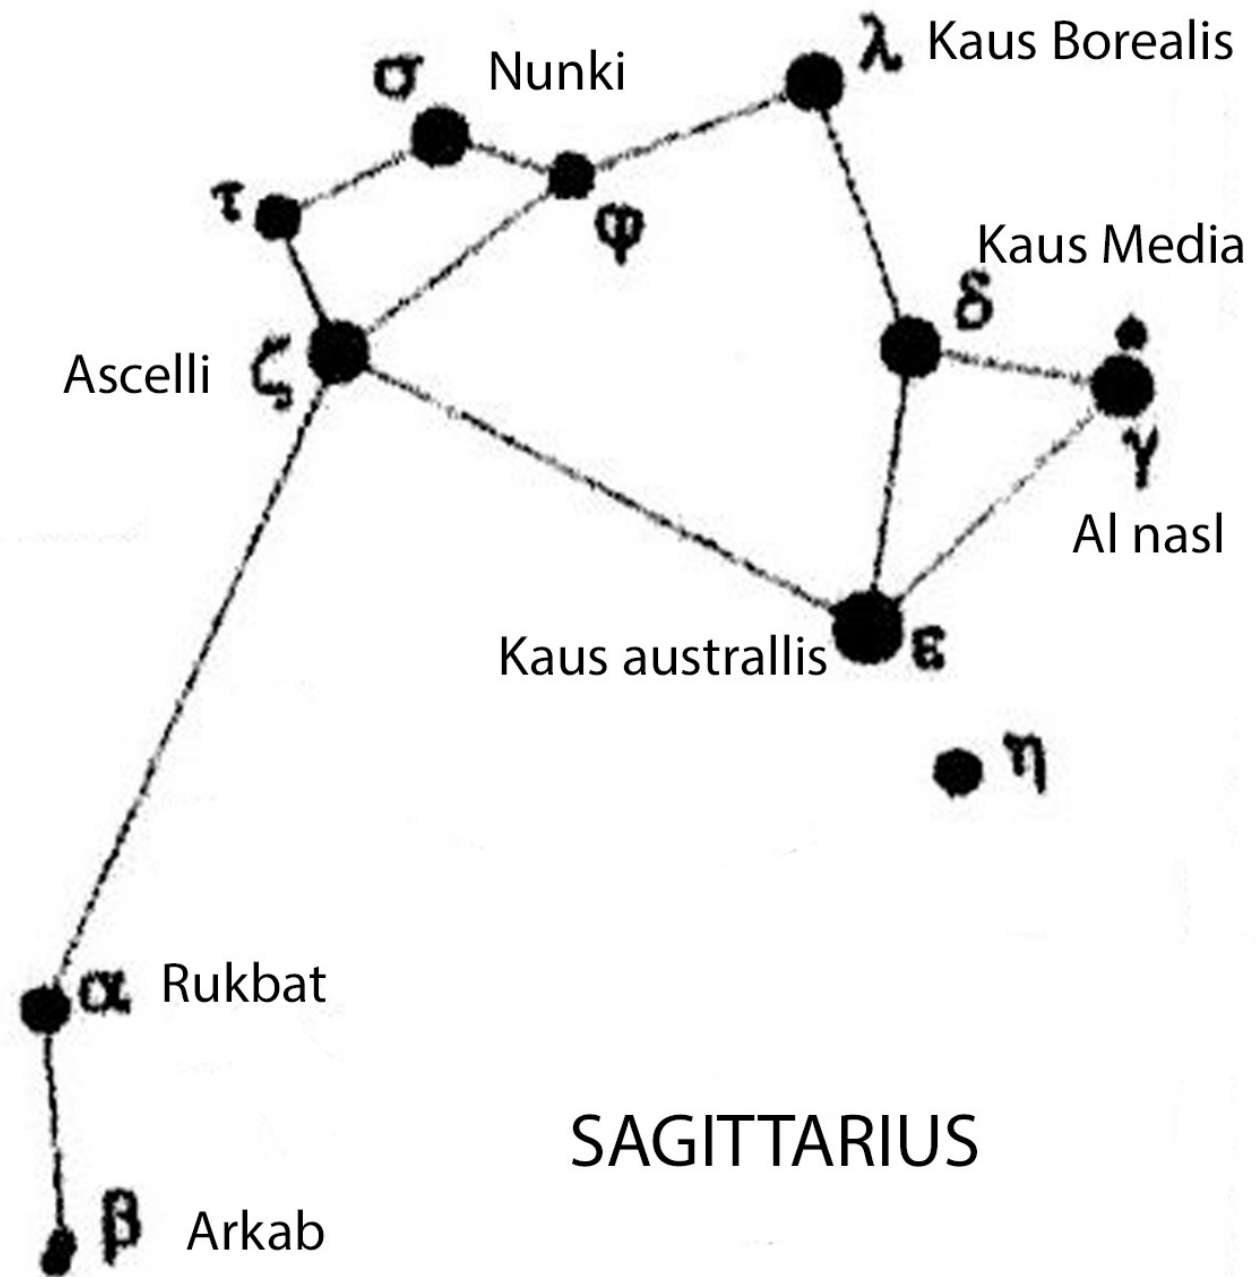 λ Kaus Borealis
σ Nunki
τ
φ
Kaus Media
δ
γ
Al nasl
Ascelli ζ
Kaus australlis ε
η
α Rukbat
β Arkab
SAGITTARIUS